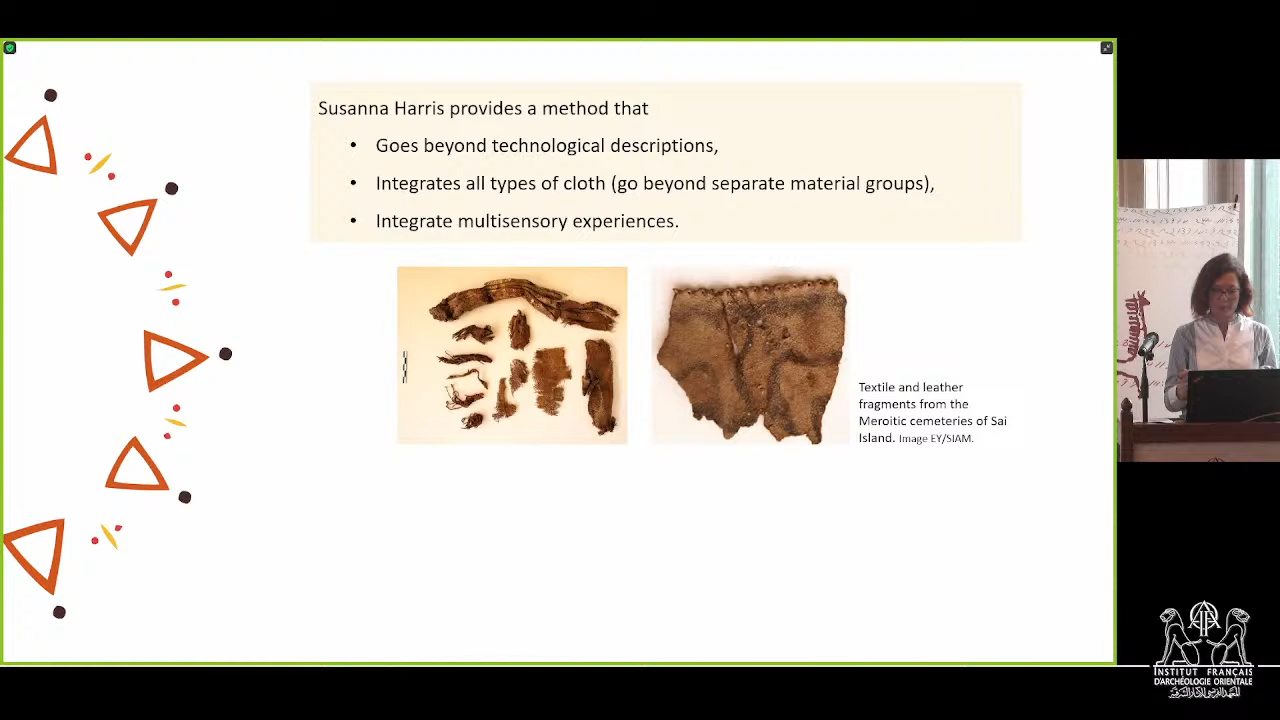 Susanna Harris provides a method that
• Goes beyond technological descriptions,
• Integrates all types of cloth (go beyond separate material groups),
• Integrate multisensory experiences.
Textile and leather
fragments from the
Meroitic cemeteries of Sai
Island. Image EY/SIAM.
INSTITUT FRANÇAIS
D'ARCHÉOLOGIE ORIENTALE